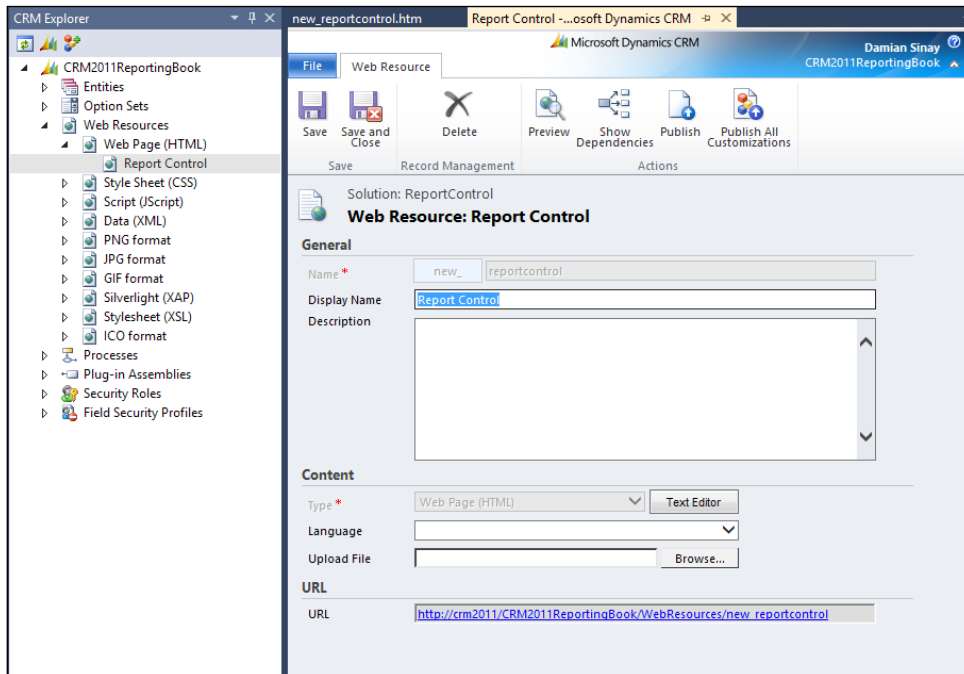 CRM Explorer
CRM2011ReportingBook
Entities
Option Sets
Web Resources
Web Page (HTML)
Report Control
Style Sheet (CSS)
Script (JScript)
Data (XML)
PNG format
JPG format
GIF format
Silverlight (XAP)
Stylesheet (XSL)
ICO format
Processes
Plug-in Assemblies
Security Roles
Field Security Profiles
new_reportcontrol.htm
Report Control -...osoft Dynamics CRM
Microsoft Dynamics CRM
Damian Sinay
CRM2011ReportingBook
File
Web Resource
Save
Save and
Close
Delete
Preview
Show
Dependencies
Publish
Publish All
Customizations
Save
Record Management
Actions
Solution: ReportControl
Web Resource: Report Control
General
Name *
new_
reportcontrol
Display Name
Report Control
Description
Content
Type *
Web Page (HTML)
Text Editor
Language
Upload File
Browse...
URL
URL
http://crm2011/CRM2011ReportingBook/WebResources/new_reportcontrol